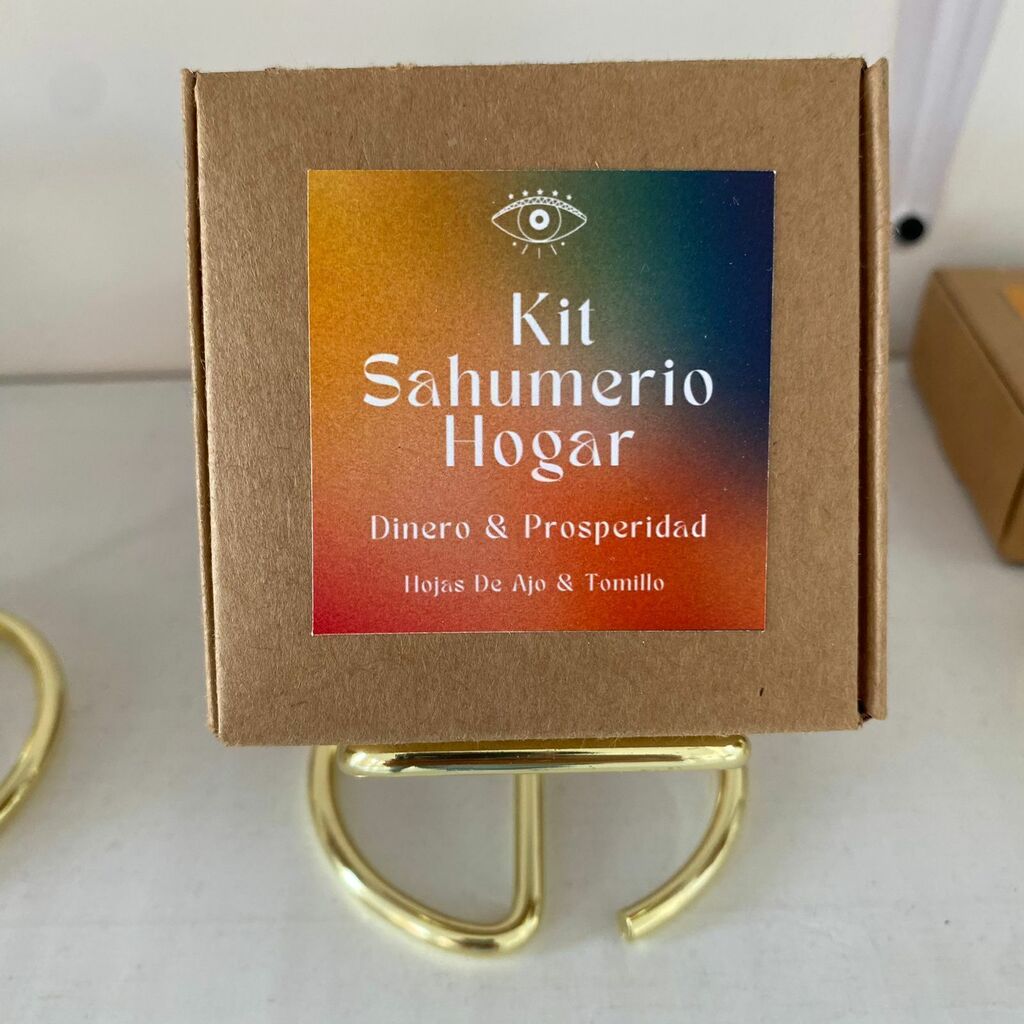 Kit
Sahumerio
Hogar
Dinero & Prosperidad
Hojas De Ajo & Tomillo